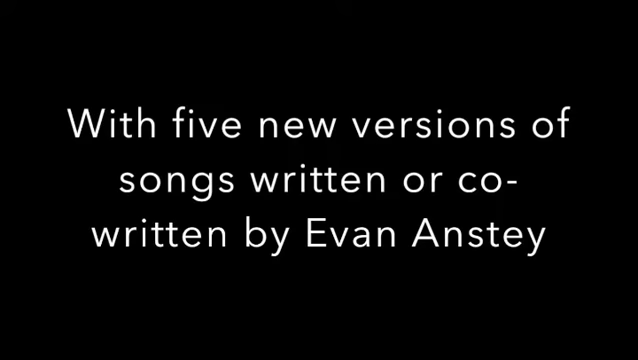 With five new versions of
songs written or co-
written by Evan Anstey